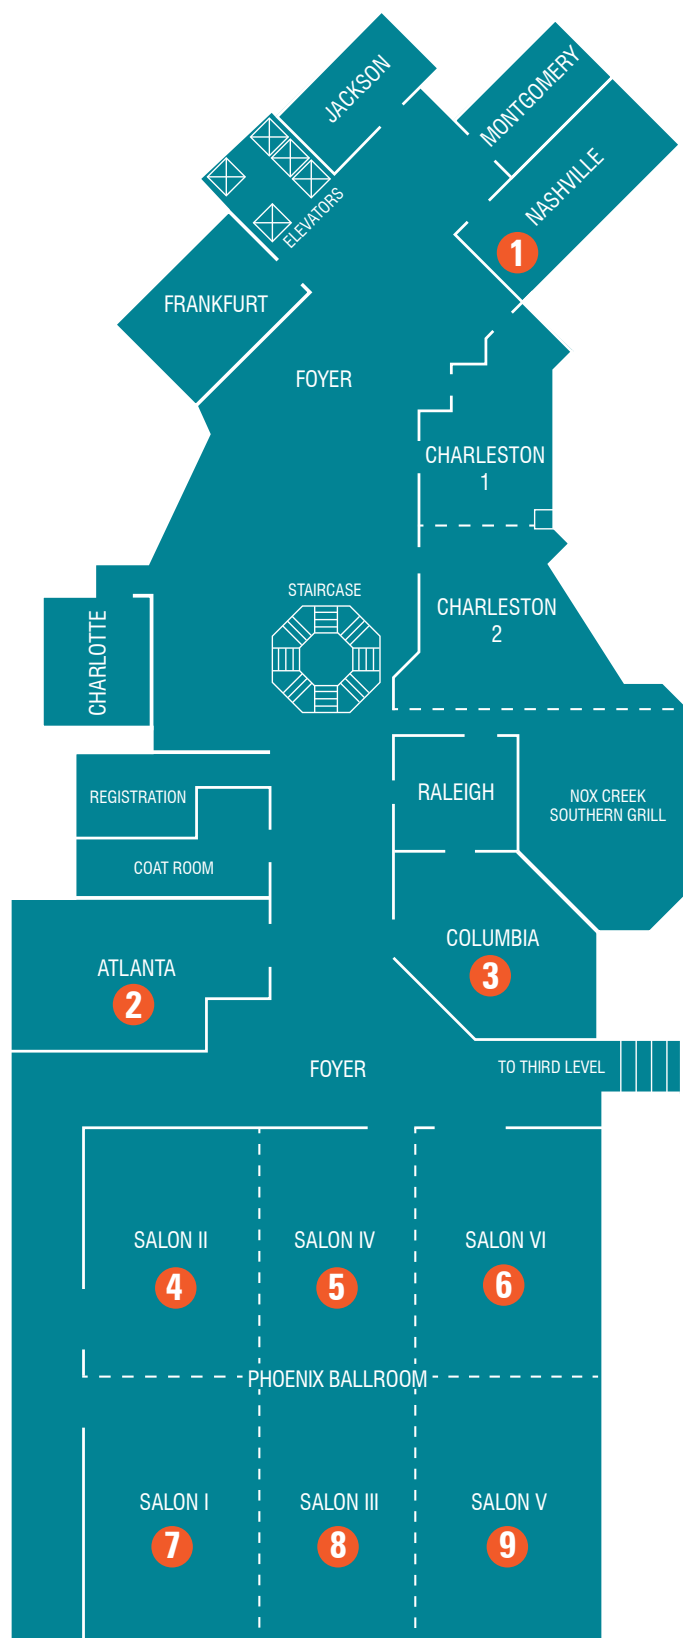 JACKSON
MONTGOMERY
NASHVILLE
1
ELEVATORS
FRANKFURT
FOYER
CHARLESTON
1
STAIRCASE
CHARLESTON
2
CHARLOTTE
REGISTRATION
RALEIGH
NOX CREEK
SOUTHERN GRILL
COAT ROOM
COLUMBIA
3
ATLANTA
2
FOYER
TO THIRD LEVEL
SALON II
4
SALON IV
5
SALON VI
6
PHOENIX BALLROOM
SALON I
7
SALON III
8
SALON V
9